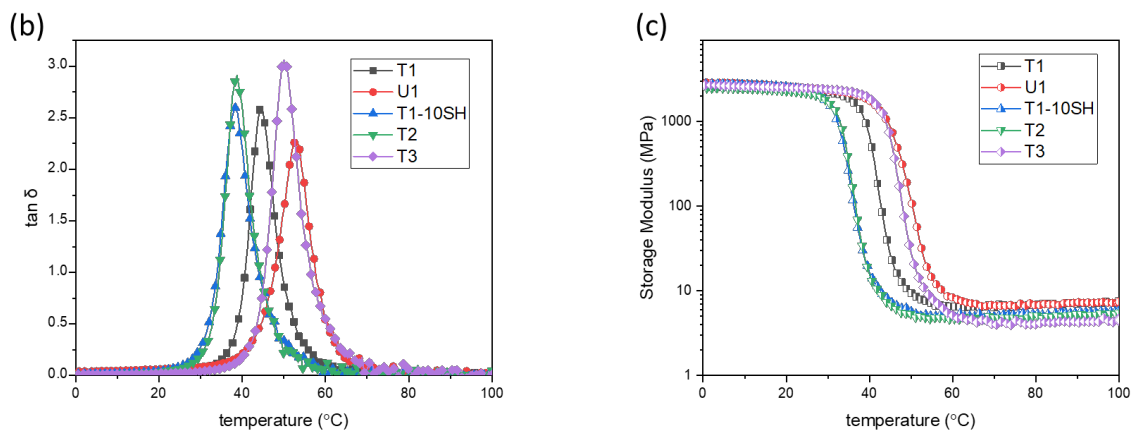 (b)
3.0
2.5
2.0
1.5
1.0
0.5
0.0
0
20
40
60
80
100
tan δ
temperature (°C)
T1
U1
T1-10SH
T2
T3
(c)
1000
100
10
1
0
20
40
60
80
100
Storage Modulus (MPa)
temperature (°C)
T1
U1
T1-10SH
T2
T3